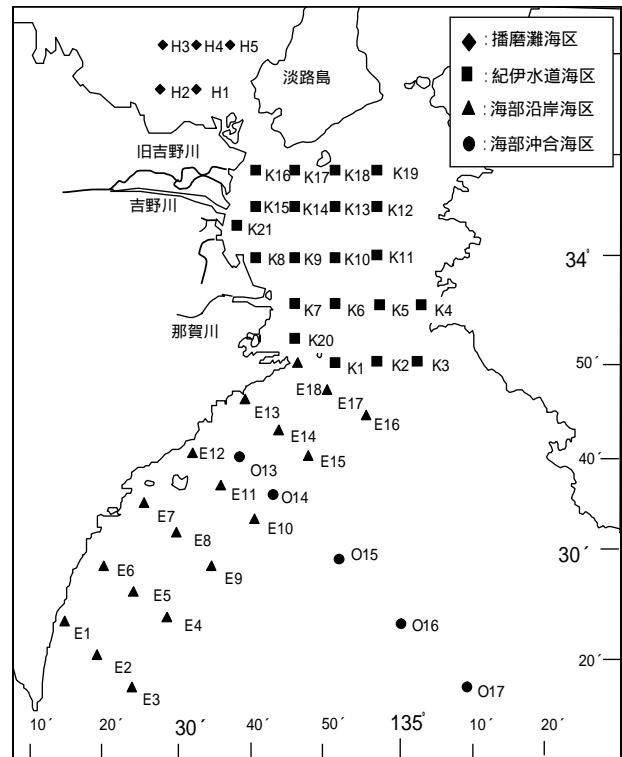 H3 H4 H5
H2 H1
淡路島
: 播磨灘海区
: 紀伊水道海区
: 海部沿岸海区
: 海部沖合海区
旧吉野川
吉野川
那賀川
K16 K17 K18 K19
K15 K14 K13 K12
K21
K8 K9 K10 K11
K7 K6 K5 K4
K20
K1 K2 K3
E18 E17 E16
E13 E14 E15
E12 O13
E11 O14
E7 E10
E8
E6 E9 O15
E5
E1 E4 O16
E2
E3 O17
34°
50′
40′
30′
20′
10′ 20′ 30′ 40′ 50′ 135° 10′ 20′